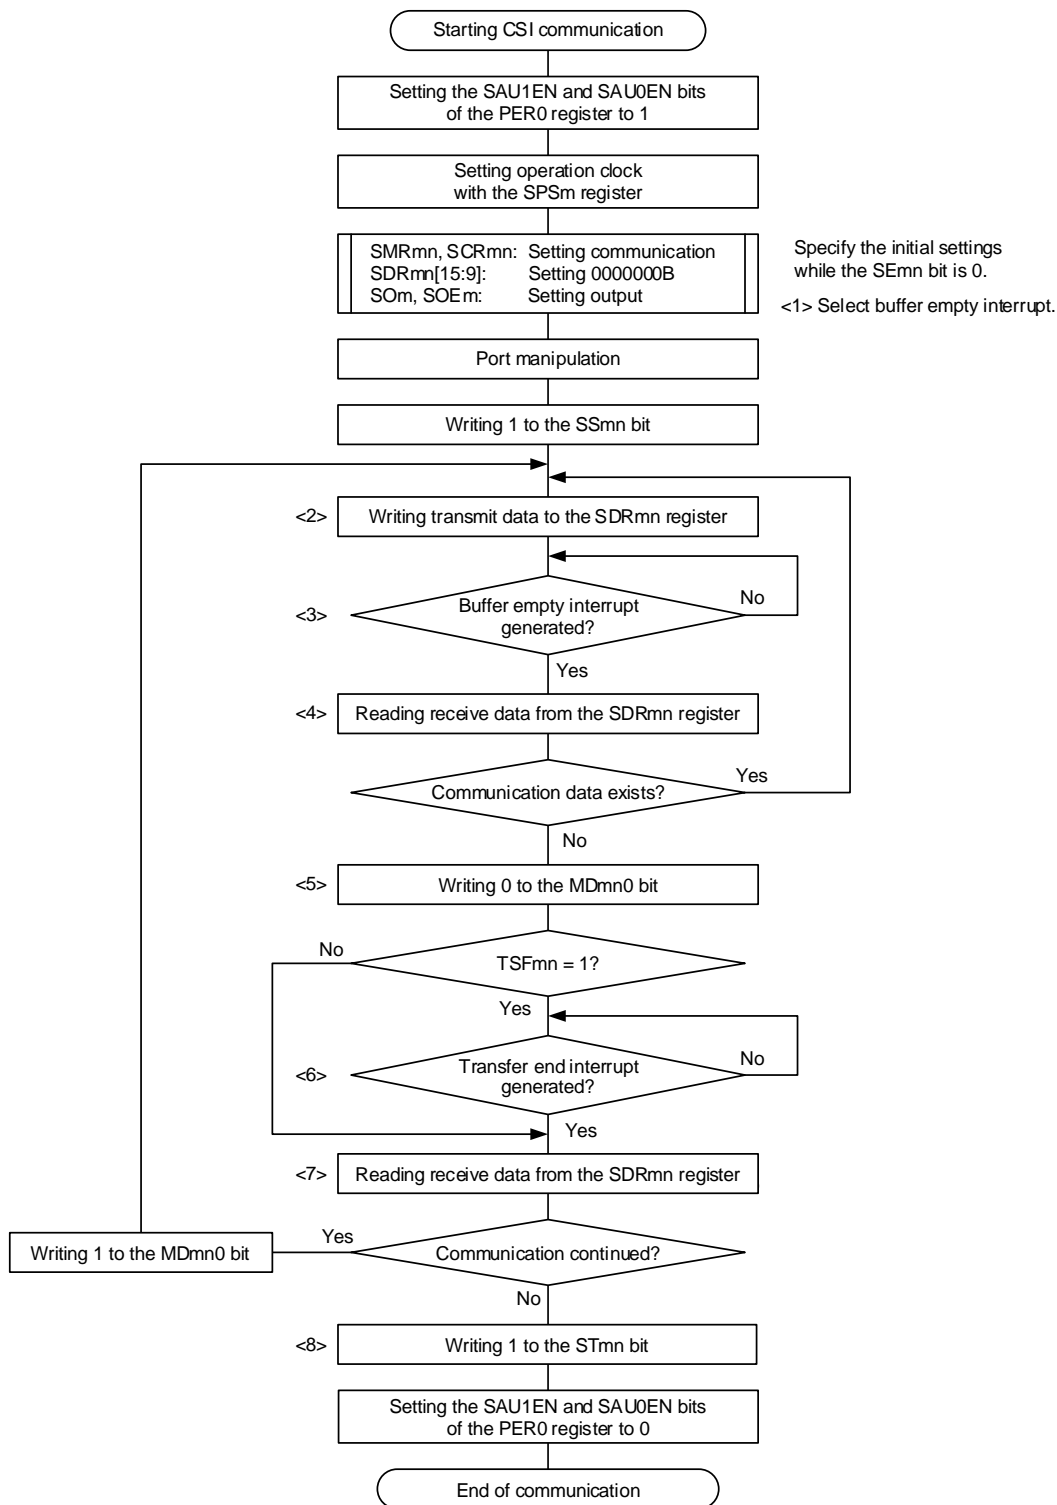 Starting CSI communication
Setting the SAU1EN and SAU0EN bits
of the PER0 register to 1
Setting operation clock
with the SPSm register
SMRmn, SCRmn: Setting communication
SDRmn[15:9]: Setting 0000000B
SOm, SOEm: Setting output
Specify the initial settings
while the SEmn bit is 0.
<1> Select buffer empty interrupt.
Port manipulation
Writing 1 to the SSmn bit
<2> Writing transmit data to the SDRmn register
<3> Buffer empty interrupt
generated?
No
Yes
<4> Reading receive data from the SDRmn register
Communication data exists?
Yes
No
<5> Writing 0 to the MDmn0 bit
No
TSFmn = 1?
Yes
<6> Transfer end interrupt
generated?
No
Yes
<7> Reading receive data from the SDRmn register
Writing 1 to the MDmn0 bit
Yes
Communication continued?
No
<8> Writing 1 to the STmn bit
Setting the SAU1EN and SAU0EN bits
of the PER0 register to 0
End of communication